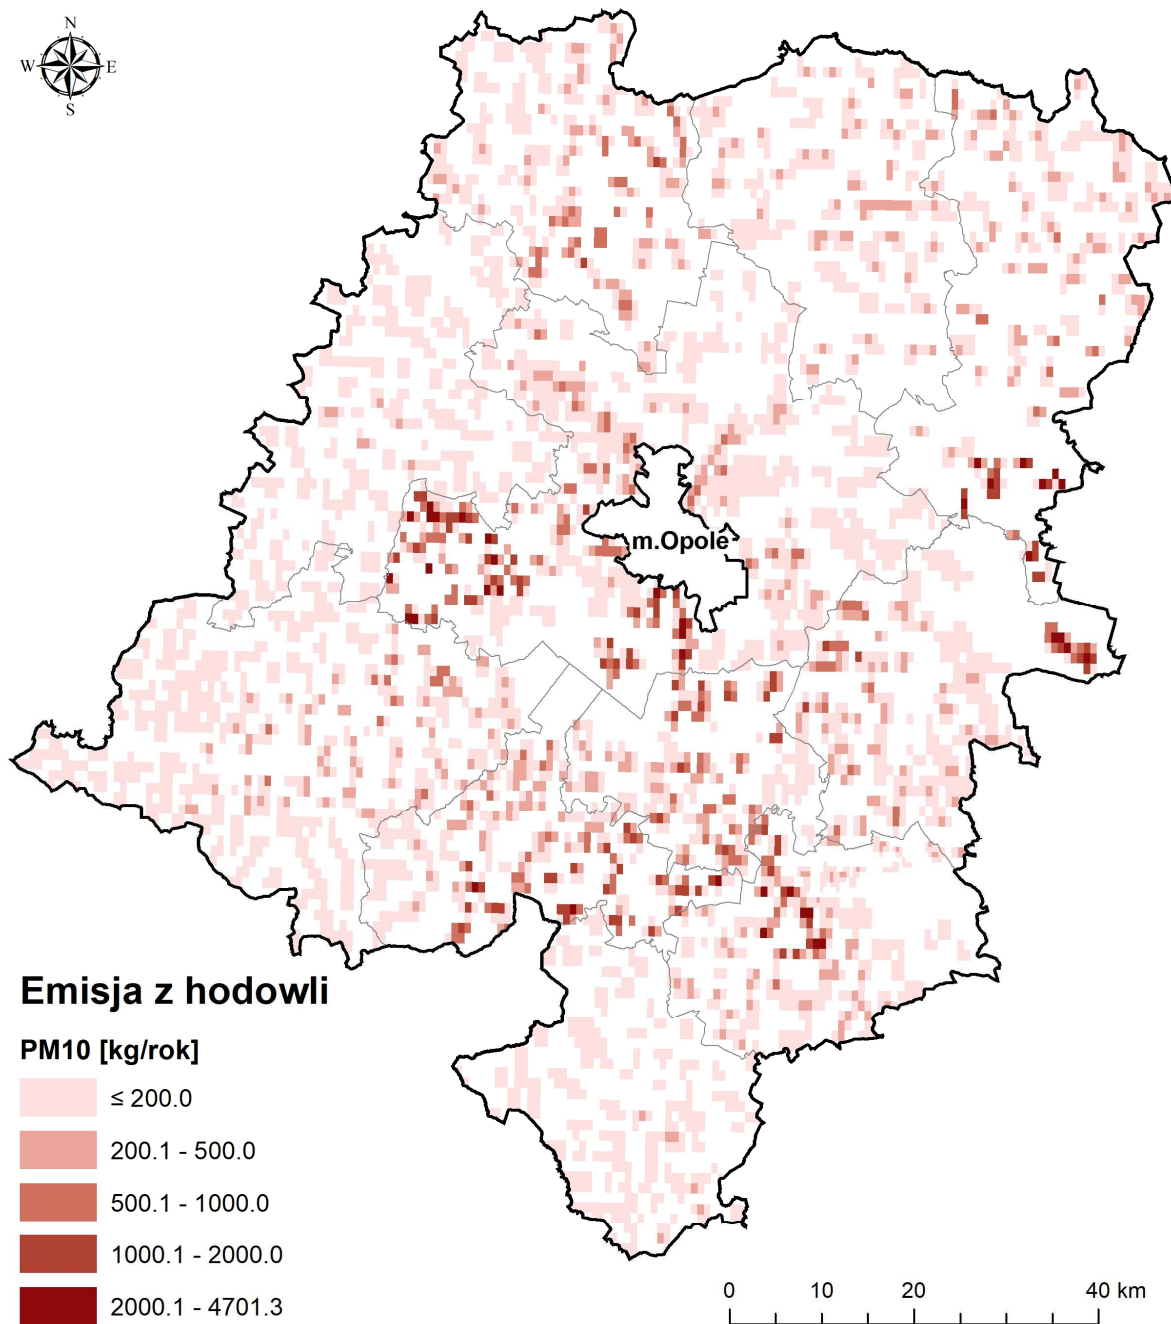 N
W E
S
m.Opole
Emisja z hodowli
PM10 [kg/rok]
≤ 200.0
200.1 - 500.0
500.1 - 1000.0
1000.1 - 2000.0
2000.1 - 4701.3
0 10 20 40 km